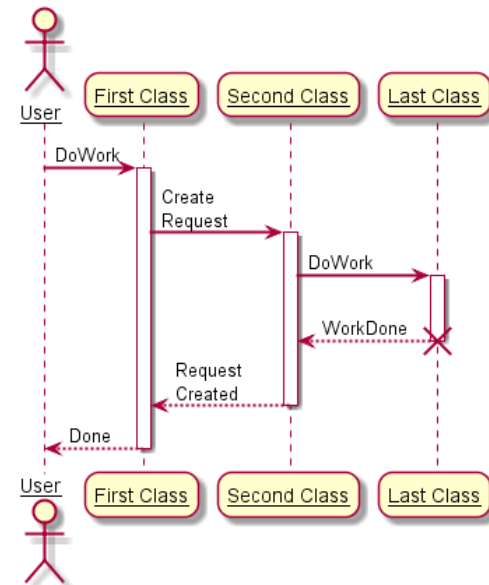 User
First Class
Second Class
Last Class
DoWork
Create
Request
DoWork
WorkDone
Request
Created
Done
User
First Class
Second Class
Last Class